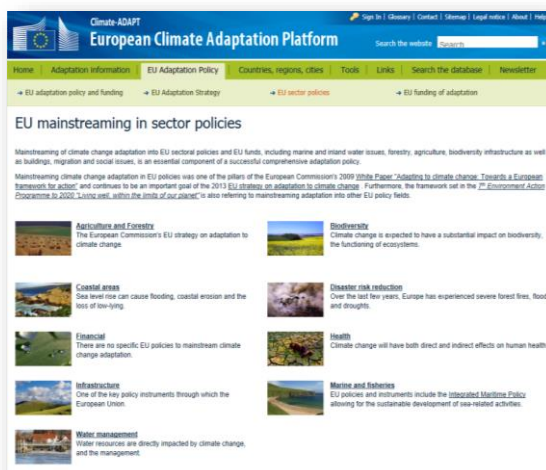 Climate-ADAPT
European Climate Adaptation Platform
Sign In | Glossary | Contact | Sitemap | Legal notice | About | Help
Search the website Search
Home Adaptation information EU Adaptation Policy Countries, regions, cities Tools Links Search the database Newsletter
EU adaptation policy and funding EU Adaptation Strategy EU sector policies EU funding of adaptation
EU mainstreaming in sector policies
Mainstreaming of climate change adaptation into EU sectoral policies and EU funds, including marine and inland water issues, forestry, agriculture, biodiversity infrastructure as well
as buildings, migration and social issues, is an essential component of a successful comprehensive adaptation policy.
Mainstreaming climate change adaptation in EU policies was one of the pillars of the European Commission's 2009 White Paper "Adapting to climate change: Towards a European
framework for action" and continues to be an important goal of the 2013 EU strategy on adaptation to climate change . Furthermore, the framework set in the 7th Environment Action
Programme to 2020 "Living well, within the limits of our planet" is also referring to mainstreaming adaptation into other EU policy fields.
Agriculture and Forestry
The European Commission's EU strategy on adaptation to
climate change.
Biodiversity
Climate change is expected to have a substantial impact on biodiversity,
the functioning of ecosystems.
Coastal areas
Sea level rise can cause flooding, coastal erosion and the
loss of low-lying.
Disaster risk reduction
Over the last few years, Europe has experienced severe forest fires, flood
and droughts.
Financial
There are no specific EU policies to mainstream climate
change adaptation.
Health
Climate change will have both direct and indirect effects on human health
Infrastructure
One of the key policy instruments through which the
European Union.
Marine and fisheries
EU policies and instruments include the Integrated Maritime Policy
allowing for the sustainable development of sea-related activities.
Water management
Water resources are directly impacted by climate change,
and the management.